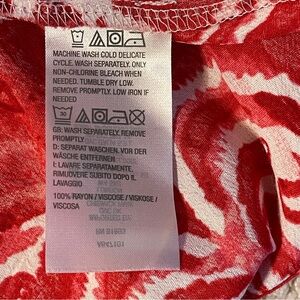 MACHINE WASH COLD DELICATE
CYCLE. WASH SEPARATELY. ONLY
NON-CHLORINE BLEACH WHEN
NEEDED. TUMBLE DRY LOW.
REMOVE PROMPTLY. LOW IRON IF
NEEDED
30
GB: WASH SEPARATELY. REMOVE
PROMPTLY
D: SEPARAT WASCHEN. VOR DER
WÄSCHE ENTFERNEN
I: LAVARE SEPARATAMENTE,
RIMUOVERE SUBITO DOPO IL
LAVAGGIO
100% RAYON / VISCOSE / VISKOSE /
VISCOSA